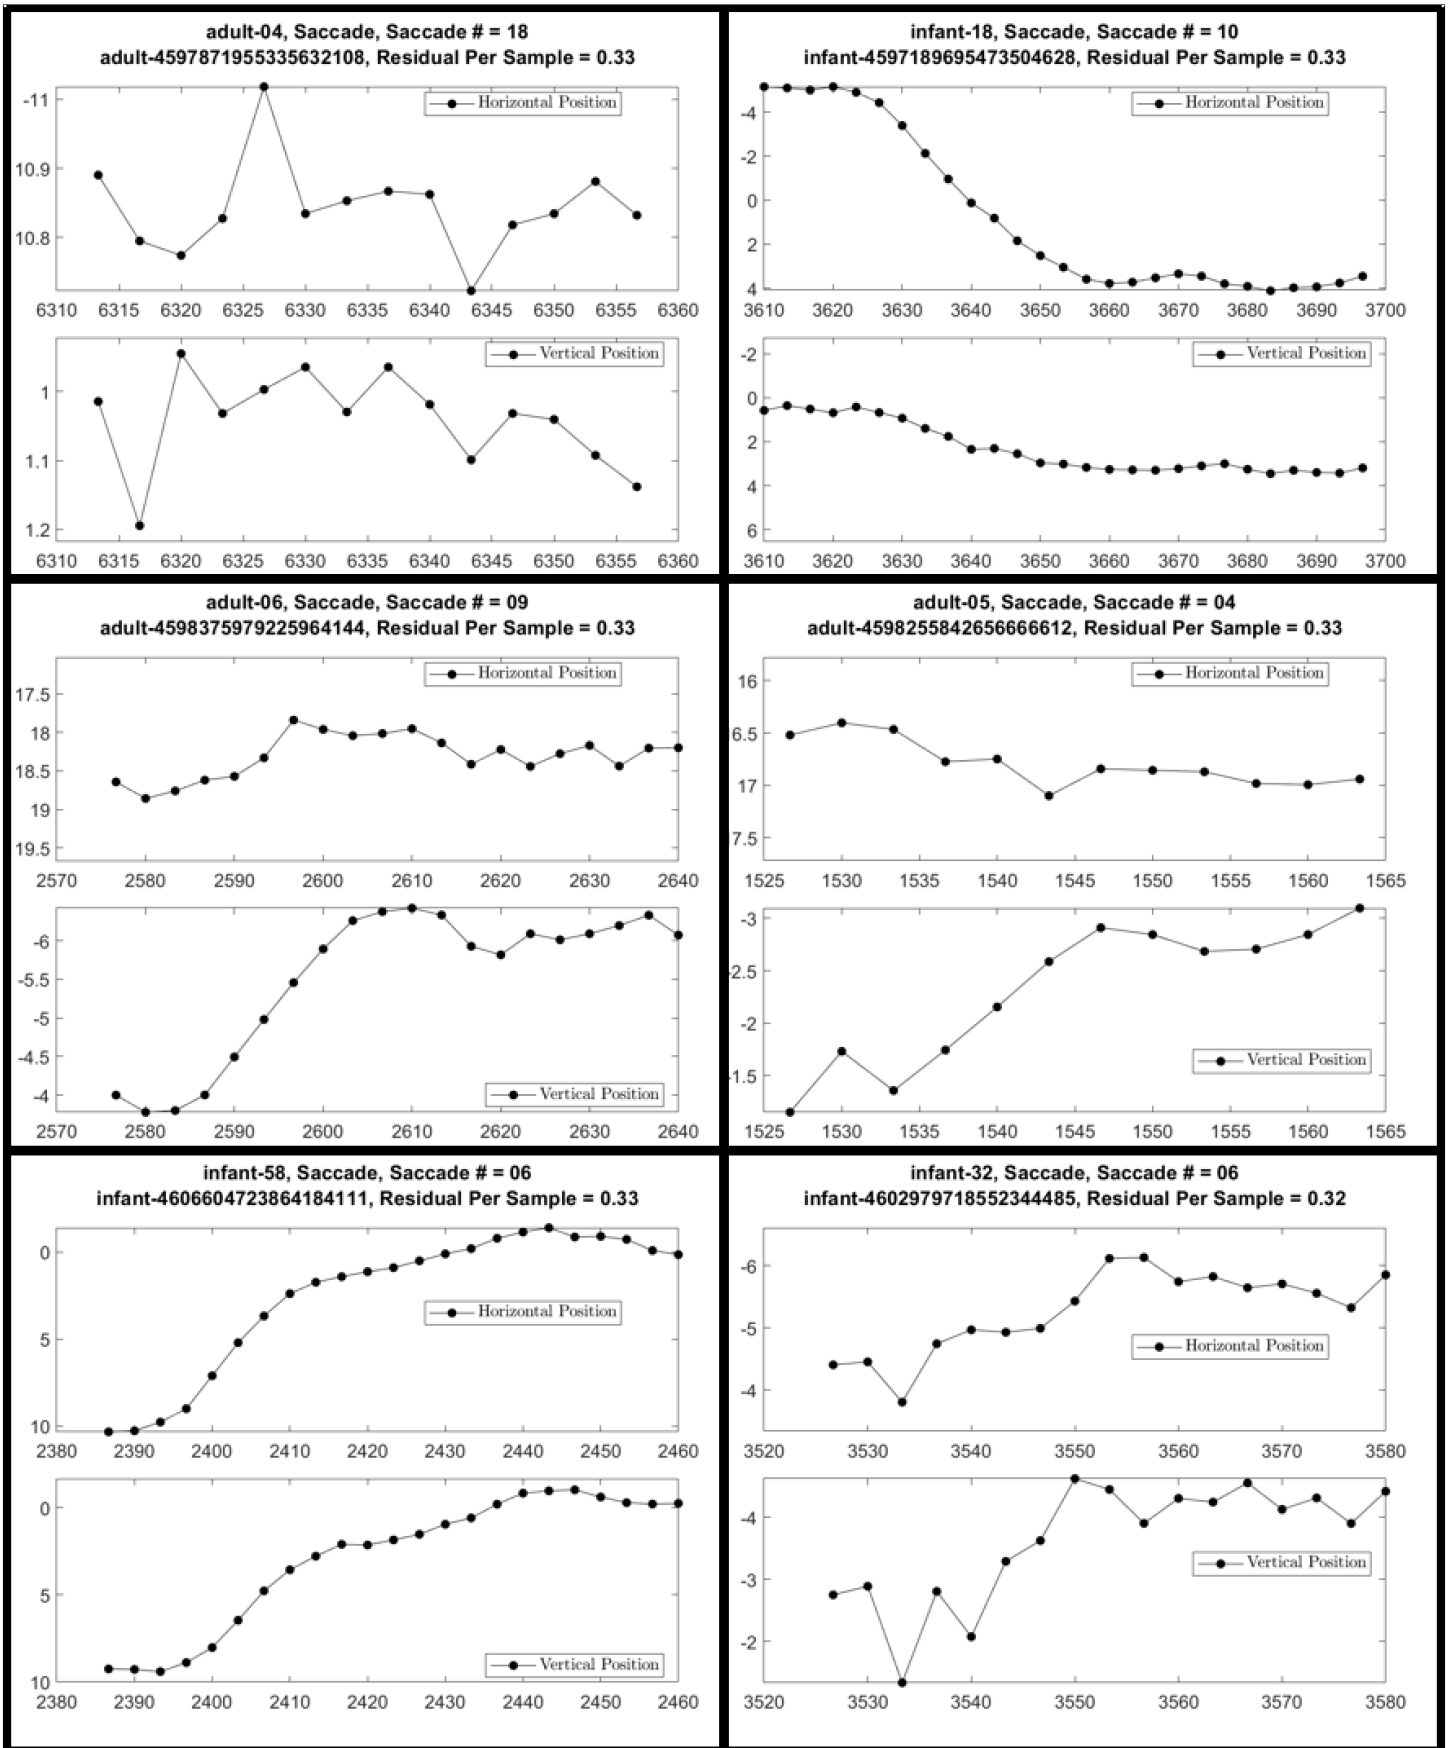 adult-04, Saccade, Saccade # = 18
adult-4597871955335632108, Residual Per Sample = 0.33
Horizontal Position
-11
10.9
10.8
6310 6315 6320 6325 6330 6335 6340 6345 6350 6355 6360
Vertical Position
1
1.1
1.2
6310 6315 6320 6325 6330 6335 6340 6345 6350 6355 6360
infant-18, Saccade, Saccade # = 10
infant-4597189695473504628, Residual Per Sample = 0.33
Horizontal Position
-4
-2
0
2
4
3610 3620 3630 3640 3650 3660 3670 3680 3690 3700
Vertical Position
-2
0
2
4
6
3610 3620 3630 3640 3650 3660 3670 3680 3690 3700
adult-06, Saccade, Saccade # = 09
adult-4598375979225964144, Residual Per Sample = 0.33
Horizontal Position
17.5
18
18.5
19
19.5
2570 2580 2590 2600 2610 2620 2630 2640
-6
-5.5
-5
-4.5
-4
Vertical Position
2570 2580 2590 2600 2610 2620 2630 2640
adult-05, Saccade, Saccade # = 04
adult-4598255842656666612, Residual Per Sample = 0.33
Horizontal Position
16
6.5
17
7.5
1525 1530 1535 1540 1545 1550 1555 1560 1565
-3
-2.5
-2
-1.5
Vertical Position
1525 1530 1535 1540 1545 1550 1555 1560 1565
infant-58, Saccade, Saccade # = 06
infant-4606604723864184111, Residual Per Sample = 0.33
0
Horizontal Position
5
10
2380 2390 2400 2410 2420 2430 2440 2450 2460
0
5
Vertical Position
10
2380 2390 2400 2410 2420 2430 2440 2450 2460
infant-32, Saccade, Saccade # = 06
infant-4602979718552344485, Residual Per Sample = 0.32
-6
-5
Horizontal Position
-4
3520 3530 3540 3550 3560 3570 3580
-4
Vertical Position
-3
-2
3520 3530 3540 3550 3560 3570 3580